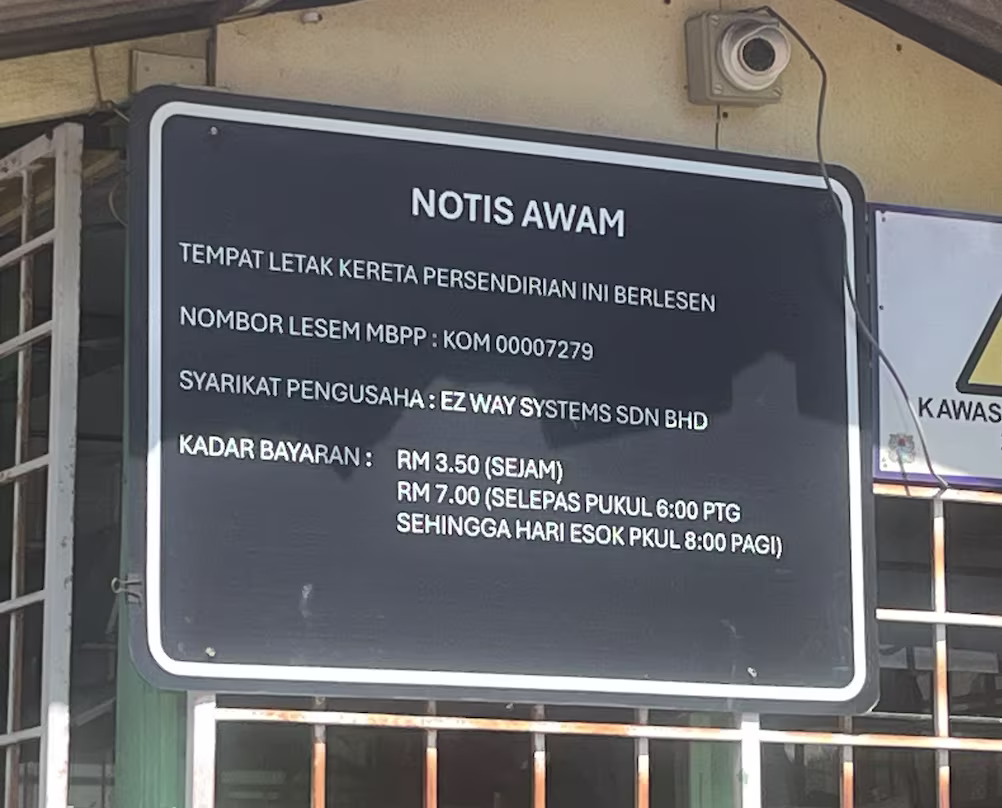 NOTIS AWAM
TEMPAT LETAK KERETA PERSENDIRIAN INI BERLESEN
NOMBOR LESEM MBPP : KOM 00007279
SYARIKAT PENGUSAHA : EZ WAY SYSTEMS SDN BHD
KADAR BAYARAN : RM 3.50 (SEJAM)
RM 7.00 (SELEPAS PUKUL 6:00 PTG
SEHINGGA HARI ESOK PKUL 8:00 PAGI)
KAWAS